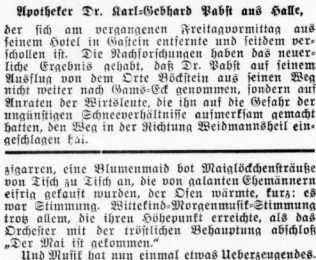 Apotheker Dr. Karl-Gebhard Pabst aus Halle,
der sich am vergangenen Freitagvormittag aus
seinem Hotel in Gastein entfernte und seitdem ver-
schollen ist. Die Nachforschungen haben das neuer-
liche Ergebnis gehabt, daß Dr. Pabst auf seinem
Ausflug von dem Orte Böckstein aus seinen Weg
nicht weiter nach Gams-Eck genommen, sondern auf
Anraten der Wirtsleute, die ihn auf die Gefahr der
ungünstigen Schneeverhältnisse aufmerksam gemacht
hatten, den Weg in der Richtung Weidmannsheil ein-
geschlagen hat.
zigarren, eine Blumenmaid bot Maiglöckchensträuße
von Tisch zu Tisch an, die von galanten Ehemännern
eifrig gekauft wurden, der Ofen wärmte, kurz: es
war Stimmung. Wittekind-Morgenmusik-Stimmung
trotz allem, die ihren Höhepunkt erreichte, als das
Orchester mit der tröstlichen Behauptung abschloß
„Der Mai ist gekommen."
Und Musik hat nun einmal etwas Ueberzeugendes.